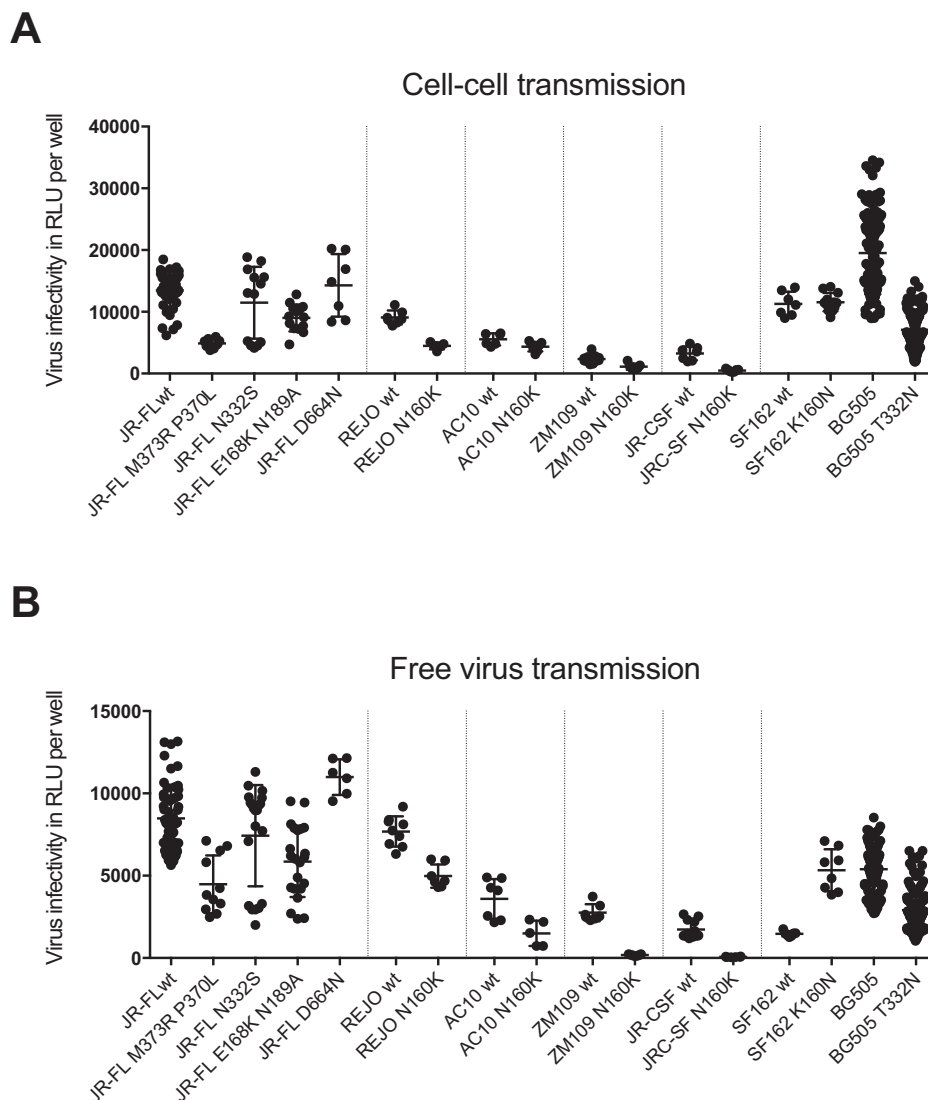 A
Cell-cell transmission
Virus infectivity in RLU per well
40000
30000
20000
10000
0
JR-FLwt
JR-FL M373R P370L
JR-FL N332S
JR-FL E168K N189A
JR-FL D664N
REJO wt
REJO N160K
AC10 wt
AC10 N160K
ZM109 wt
ZM109 N160K
JR-CSF wt
JRC-SF N160K
SF162 wt
SF162 K160N
BG505
BG505 T332N
B
Free virus transmission
Virus infectivity in RLU per well
15000
10000
5000
0
JR-FLwt
JR-FL M373R P370L
JR-FL N332S
JR-FL E168K N189A
JR-FL D664N
REJO wt
REJO N160K
AC10 wt
AC10 N160K
ZM109 wt
ZM109 N160K
JR-CSF wt
JRC-SF N160K
SF162 wt
SF162 K160N
BG505
BG505 T332N